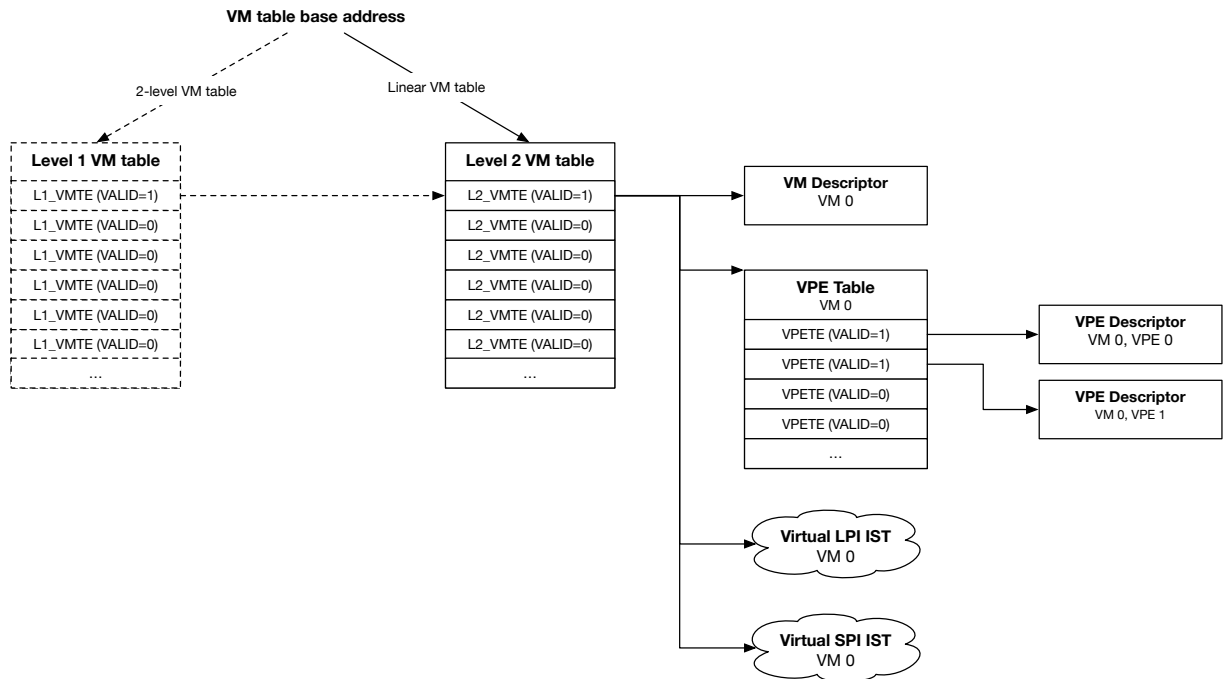 VM table base address
2-level VM table
Linear VM table
Level 1 VM table
L1_VMTE (VALID=1)
L1_VMTE (VALID=0)
L1_VMTE (VALID=0)
L1_VMTE (VALID=0)
L1_VMTE (VALID=0)
L1_VMTE (VALID=0)
...
Level 2 VM table
L2_VMTE (VALID=1)
L2_VMTE (VALID=0)
L2_VMTE (VALID=0)
L2_VMTE (VALID=0)
L2_VMTE (VALID=0)
L2_VMTE (VALID=0)
...
VM Descriptor
VM 0
VPE Table
VM 0
VPETE (VALID=1)
VPETE (VALID=1)
VPETE (VALID=0)
VPETE (VALID=0)
...
VPE Descriptor
VM 0, VPE 0
VPE Descriptor
VM 0, VPE 1
Virtual LPI IST
VM 0
Virtual SPI IST
VM 0